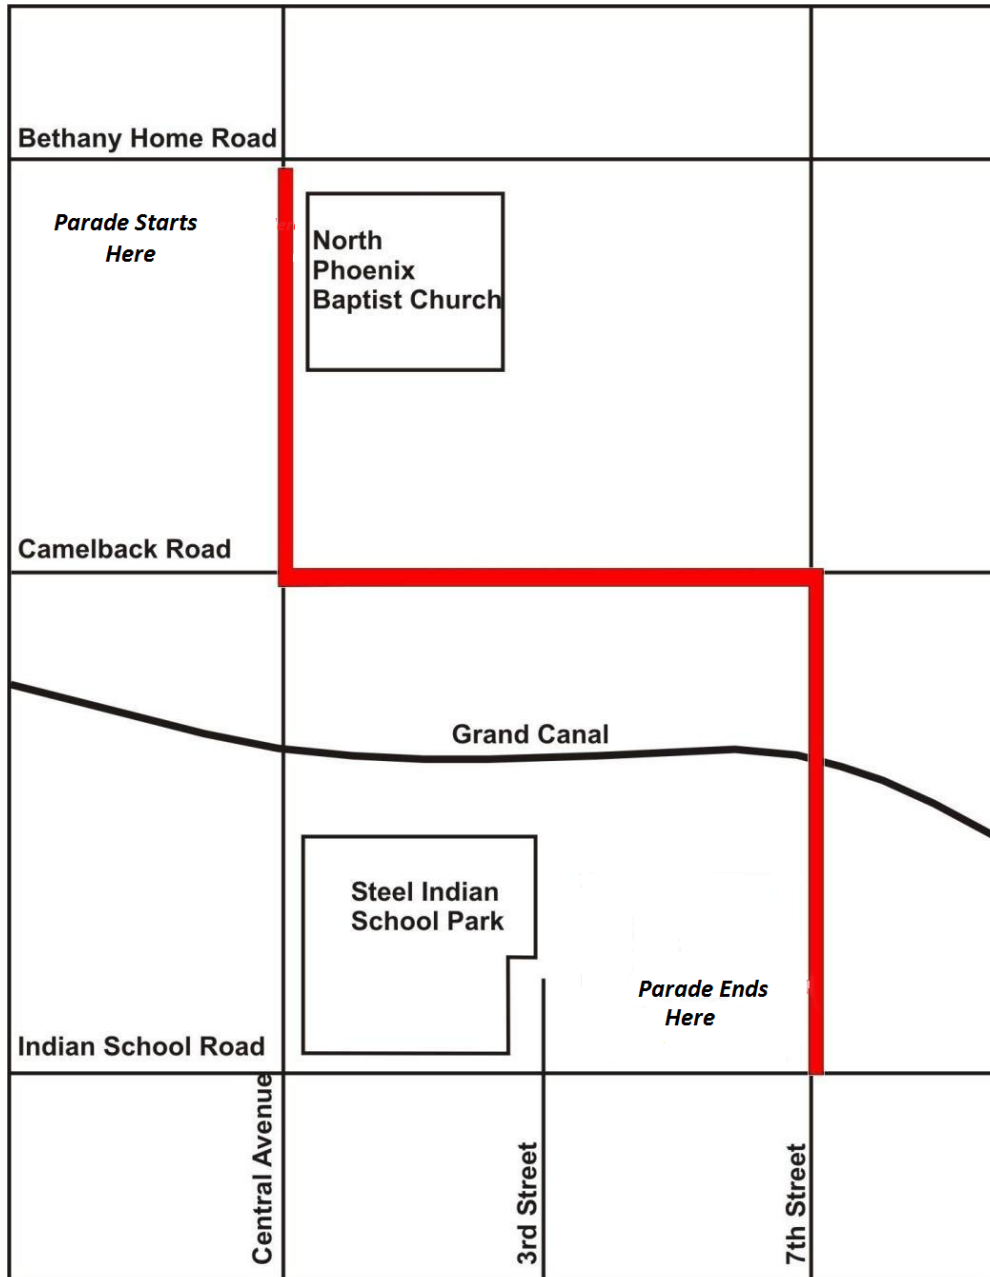 Bethany Home Road
Parade Starts
Here
North
Phoenix
Baptist Church
Camelback Road
Grand Canal
Steel Indian
School Park
Parade Ends
Here
Indian School Road
Central Avenue
3rd Street
7th Street